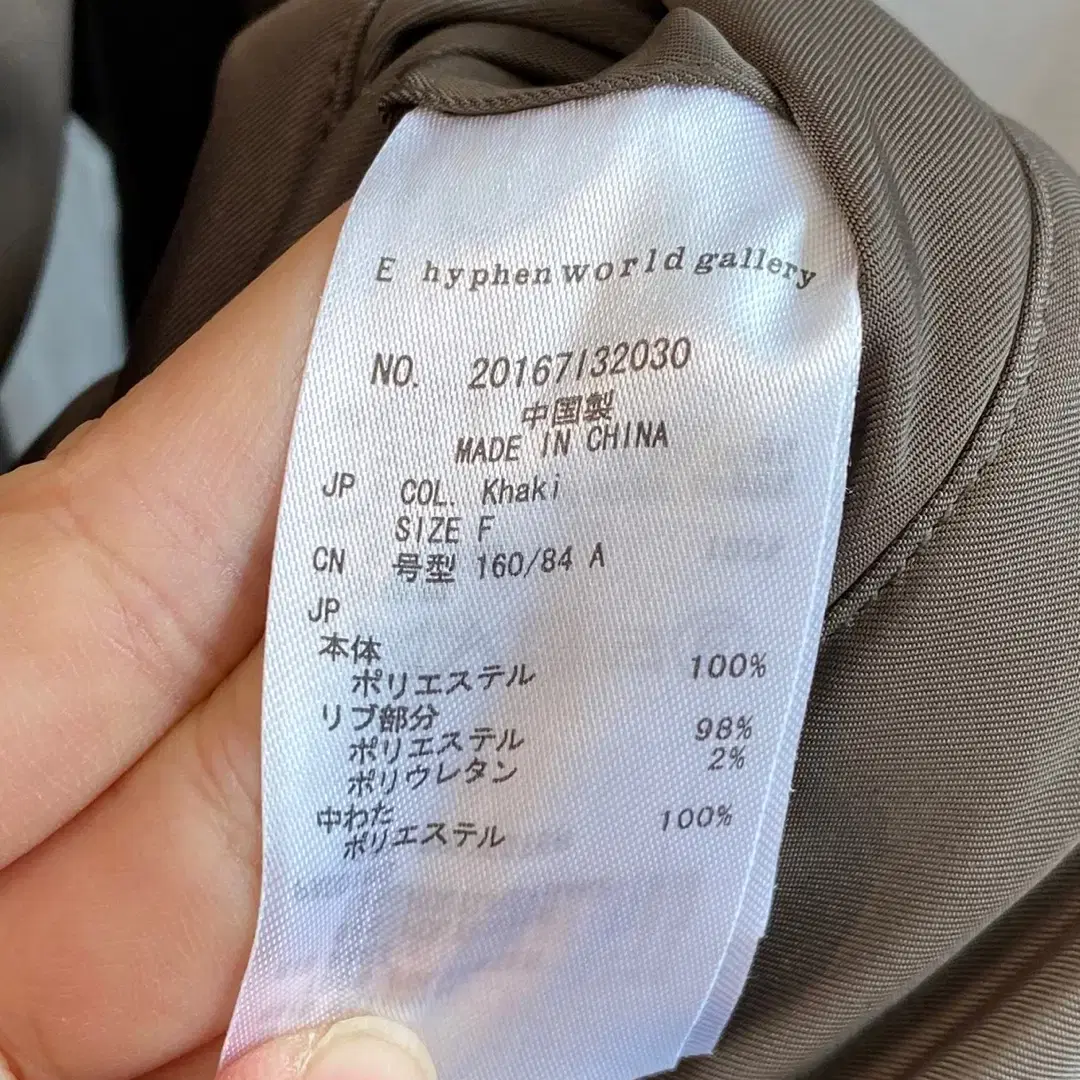 E hyphen world gallery
NO. 20167132030
中国製
MADE IN CHINA
JP COL. Khaki
SIZE F
CN 号型 160/84 A
JP
本体
ポリエステル 100%
リブ部分
ポリエステル 98%
ポリウレタン 2%
中わた
ポリエステル 100%